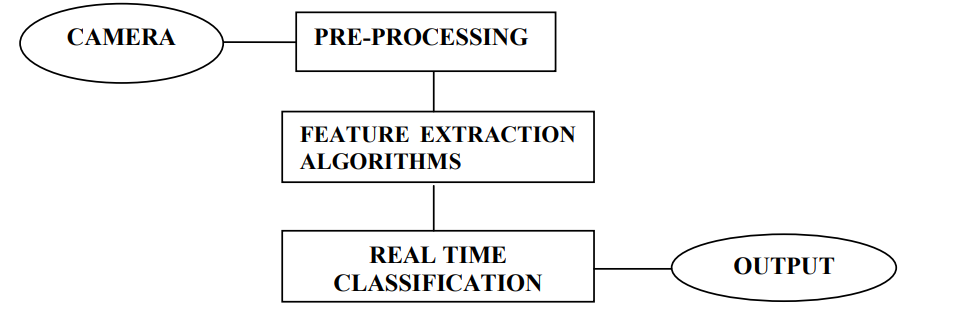 CAMERA
PRE-PROCESSING
FEATURE EXTRACTION
ALGORITHMS
REAL TIME
CLASSIFICATION
OUTPUT